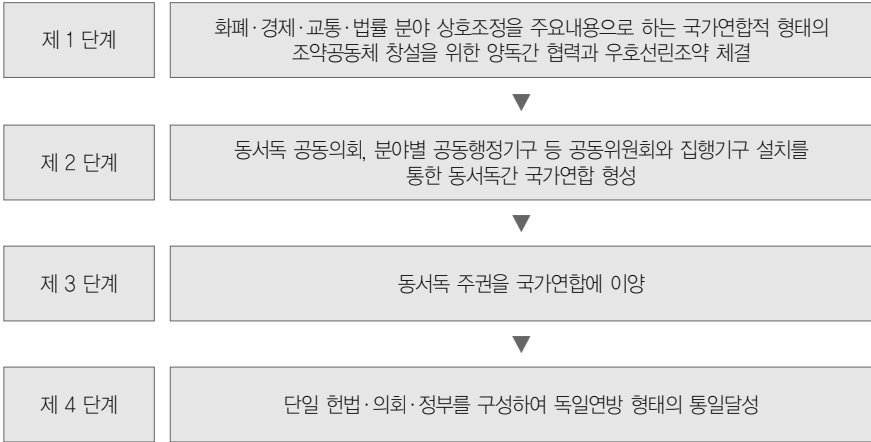 제 1 단계
화폐·경제·교통·법률 분야 상호조정을 주요내용으로 하는 국가연합적 형태의
조약공동체 창설을 위한 양독간 협력과 우호선린조약 체결
제 2 단계
동서독 공동의회, 분야별 공동행정기구 등 공동위원회와 집행기구 설치를
통한 동서독간 국가연합 형성
제 3 단계
동서독 주권을 국가연합에 이양
제 4 단계
단일 헌법·의회·정부를 구성하여 독일연방 형태의 통일달성